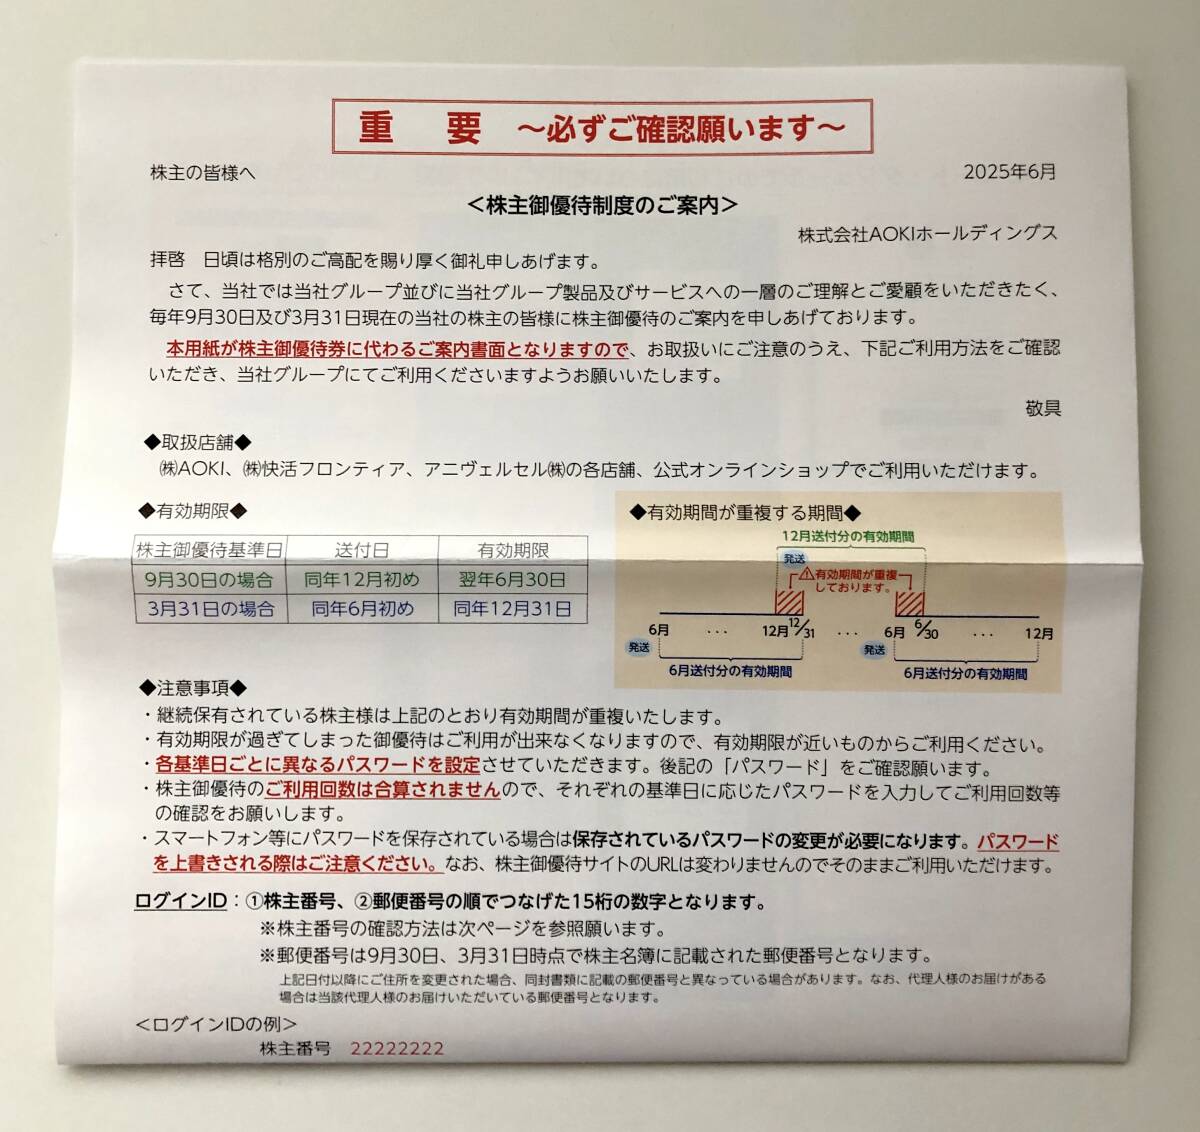 重 要 ～必ずご確認願います～
株主の皆様へ
2025年6月
＜株主御優待制度のご案内＞
株式会社AOKIホールディングス
拝啓　日頃は格別のご高配を賜り厚く御礼申しあげます。
さて、当社では当社グループ並びに当社グループ製品及びサービスへの一層のご理解とご愛顧をいただきたく、
毎年9月30日及び3月31日現在の当社の株主の皆様に株主御優待のご案内を申しあげております。
本用紙が株主御優待券に代わるご案内書面となりますので、お取扱いにご注意のうえ、下記ご利用方法をご確認
いただき、当社グループにてご利用くださいますようお願いいたします。
敬具
◆取扱店舗◆
㈱AOKI、㈱快活フロンティア、アニヴェルセル㈱の各店舗、公式オンラインショップでご利用いただけます。
◆有効期限◆
株主御優待基準日 送付日 有効期限
9月30日の場合 同年12月初め 翌年6月30日
3月31日の場合 同年6月初め 同年12月31日
◆有効期間が重複する期間◆
12月送付分の有効期間
発送
⚠有効期間が重複
しております。
6月 ･･･ 12月 12/31 ･･･ 6月 6/30 ･･･ 12月
発送 発送
6月送付分の有効期間 6月送付分の有効期間
◆注意事項◆
・継続保有されている株主様は上記のとおり有効期間が重複いたします。
・有効期限が過ぎてしまった御優待はご利用が出来なくなりますので、有効期限が近いものからご利用ください。
・各基準日ごとに異なるパスワードを設定させていただきます。後記の「パスワード」をご確認願います。
・株主御優待のご利用回数は合算されませんので、それぞれの基準日に応じたパスワードを入力してご利用回数等
の確認をお願いします。
・スマートフォン等にパスワードを保存されている場合は保存されているパスワードの変更が必要になります。パスワード
を上書きされる際はご注意ください。なお、株主御優待サイトのURLは変わりませんのでそのままご利用いただけます。
ログインID：①株主番号、②郵便番号の順でつなげた15桁の数字となります。
※株主番号の確認方法は次ページを参照願います。
※郵便番号は9月30日、3月31日時点で株主名簿に記載された郵便番号となります。
上記日付以降にご住所を変更された場合、同封書類に記載の郵便番号と異なっている場合があります。なお、代理人様のお届けがある
場合は当該代理人様のお届けいただいている郵便番号となります。
＜ログインIDの例＞
株主番号 22222222